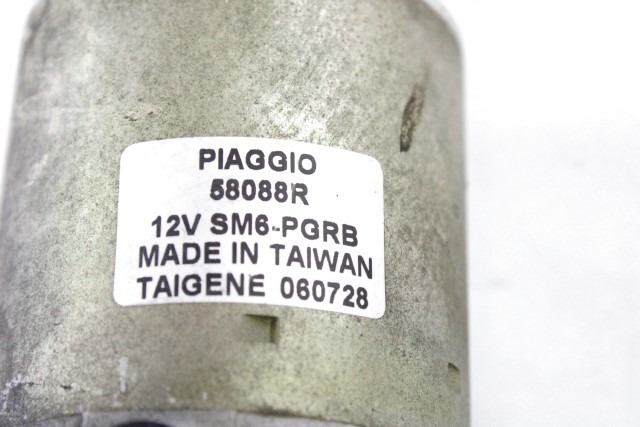 PIAGGIO
58088R
12V SM6-PGRB
MADE IN TAIWAN
TAIGENE 060728